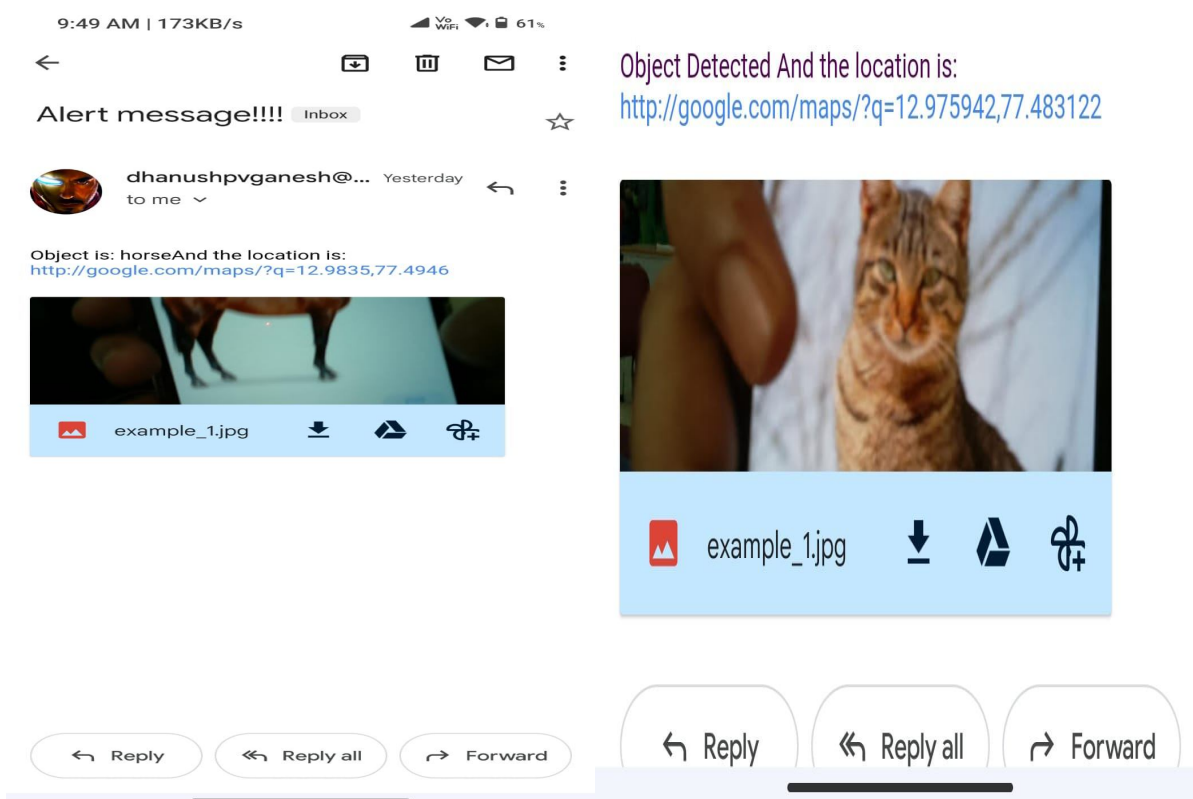 9:49 AM | 173KB/s
Vo
WiFi
61%
Alert message!!!! Inbox
dhanushpvganesh@... Yesterday
to me
Object is: horseAnd the location is:
http://google.com/maps/?q=12.9835,77.4946
example_1.jpg
Reply
Reply all
Forward
Object Detected And the location is:
http://google.com/maps/?q=12.975942,77.483122
example_1.jpg
Reply
Reply all
Forward